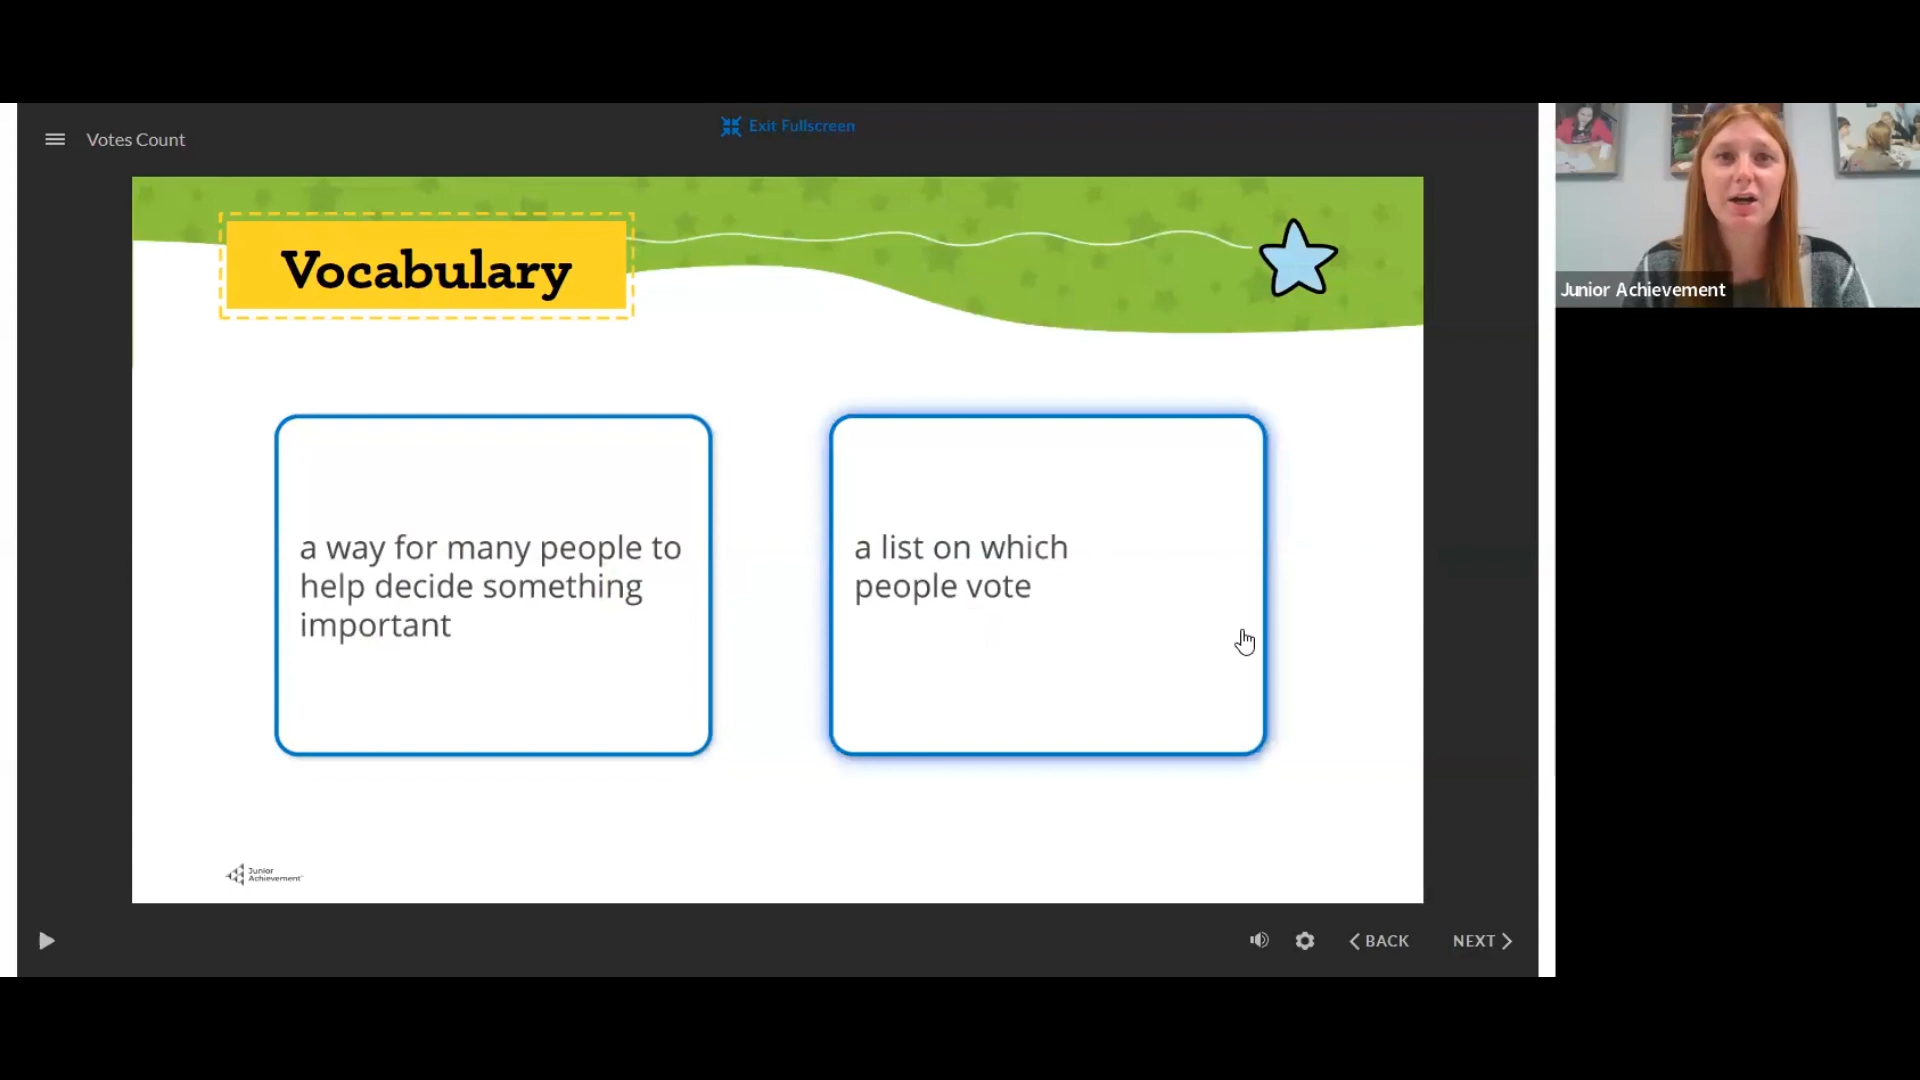 Votes Count
Exit Fullscreen
Vocabulary
a way for many people to
help decide something
important
a list on which
people vote
Junior
Achievement
BACK
NEXT
Junior Achievement